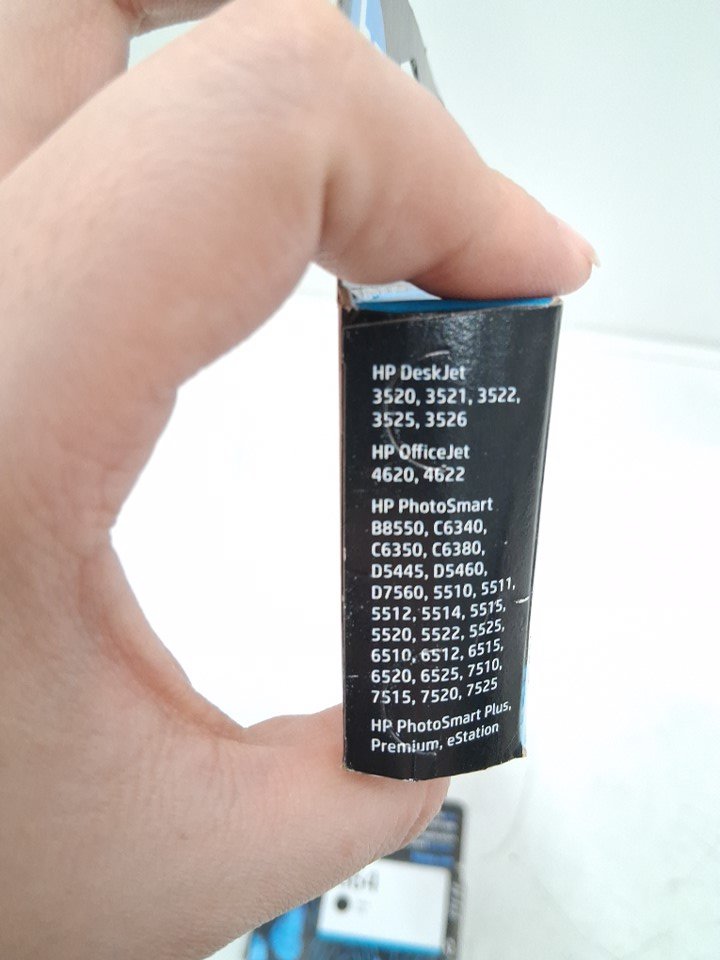 HP DeskJet
3520, 3521, 3522,
3525, 3526
HP OfficeJet
4620, 4622
HP PhotoSmart
B8550, C6340,
C6350, C6380,
D5445, D5460,
D7560, 5510, 5511,
5512, 5514, 5515,
5520, 5522, 5525,
6510, 6512, 6515,
6520, 6525, 7510,
7515, 7520, 7525
HP PhotoSmart Plus,
Premium, eStation